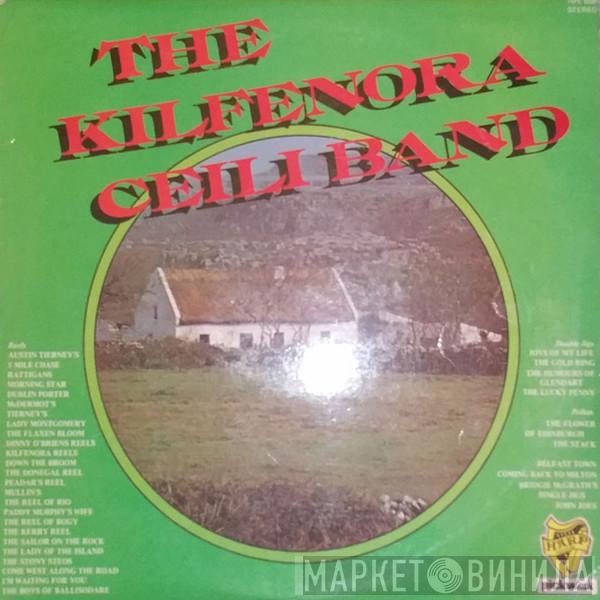 STEREO
THE
KILFENORA
CEILI BAND
Reels
AUSTIN TIERNEY'S
5 MILE CHASE
RATTIGANS
MORNING STAR
DUBLIN PORTER
McDERMOT'S
TIERNEY'S
LADY MONTGOMERY
THE FLAXEN BLOOM
DINNY O'BRIENS REELS
KILFENORA REELS
DOWN THE BROOM
THE DONEGAL REEL
PEADAR'S REEL
MULLIN'S
THE REEL OF RIO
PADDY MURPHY'S WIFE
THE REEL OF BOGY
THE KERRY REEL
THE SAILOR ON THE ROCK
THE LADY OF THE ISLAND
THE STONY STEOS
COME WEST ALONG THE ROAD
I'M WAITING FOR YOU
THE BOYS OF BALLISODARE
Double Jigs
JOYS OF MY LIFE
THE GOLD RING
THE HUMOURS OF
GLENDART
THE LUCKY PENNY
Polkas
THE FLOWER
OF EDINBURGH
THE STACK
BELFAST TOWN
COMING BACK TO MILTON
BRIDGIE McGRATH'S
SINGLE JIGS
JOHN JOES
HARP
МАРКЕТ ВИНИЛА